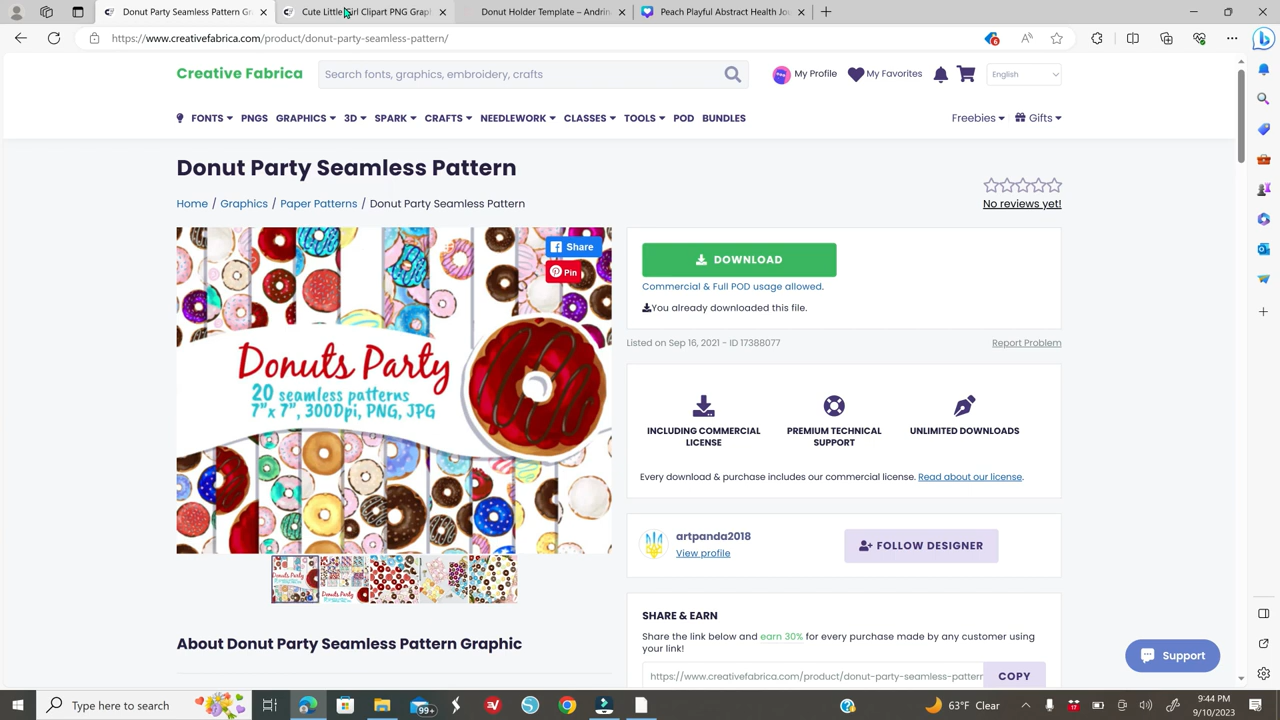 Donut Party Seamless Pattern
Cute Little Girl Clipart PNG Graph
Donut Holder Template – Andrina
Peach Playful Abstract Health Jou
https://www.creativefabrica.com/product/donut-party-seamless-pattern/
6
Creative Fabrica
Search fonts, graphics, embroidery, crafts
My Profile
My Favorites
English
FONTS
PNGS
GRAPHICS
3D
SPARK
CRAFTS
NEEDLEWORK
CLASSES
TOOLS
POD
BUNDLES
Freebies
Gifts
Donut Party Seamless Pattern
Home / Graphics / Paper Patterns / Donut Party Seamless Pattern
No reviews yet!
Share
Pin
Donuts Party
20 seamless patterns
7"x 7", 300Dpi, PNG, JPG
DOWNLOAD
Commercial & Full POD usage allowed.
You already downloaded this file.
Listed on Sep 16, 2021 - ID 17388077
Report Problem
INCLUDING COMMERCIAL
LICENSE
PREMIUM TECHNICAL
SUPPORT
UNLIMITED DOWNLOADS
Every download & purchase includes our commercial license. Read about our license.
artpanda2018
View profile
FOLLOW DESIGNER
About Donut Party Seamless Pattern Graphic
SHARE & EARN
Share the link below and earn 30% for every purchase made by any customer using
your link!
https://www.creativefabrica.com/product/donut-party-seamless-pattern
COPY
Support
Type here to search
99+
17
63°F Clear
9:44 PM
9/10/2023